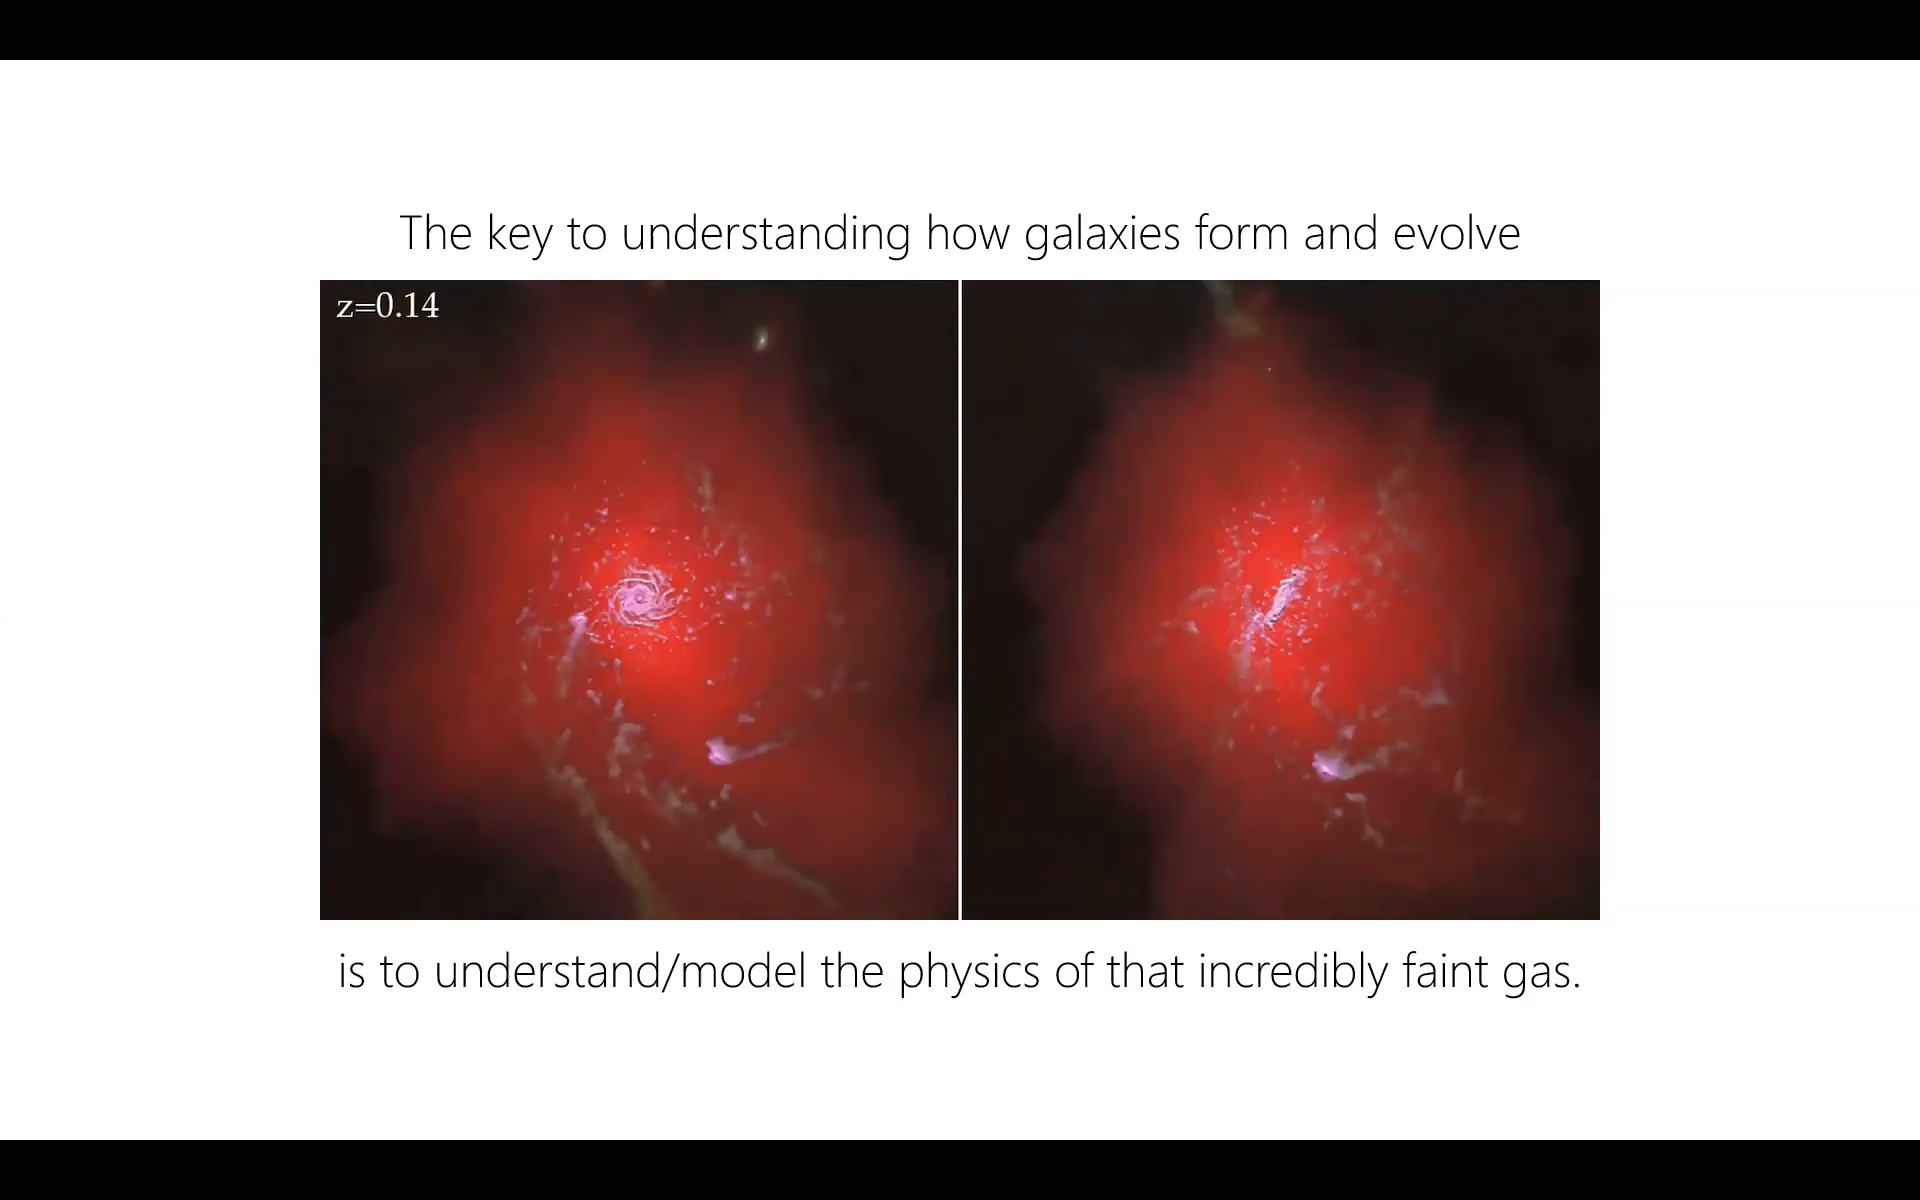 The key to understanding how galaxies form and evolve
z=0.14
is to understand/model the physics of that incredibly faint gas.